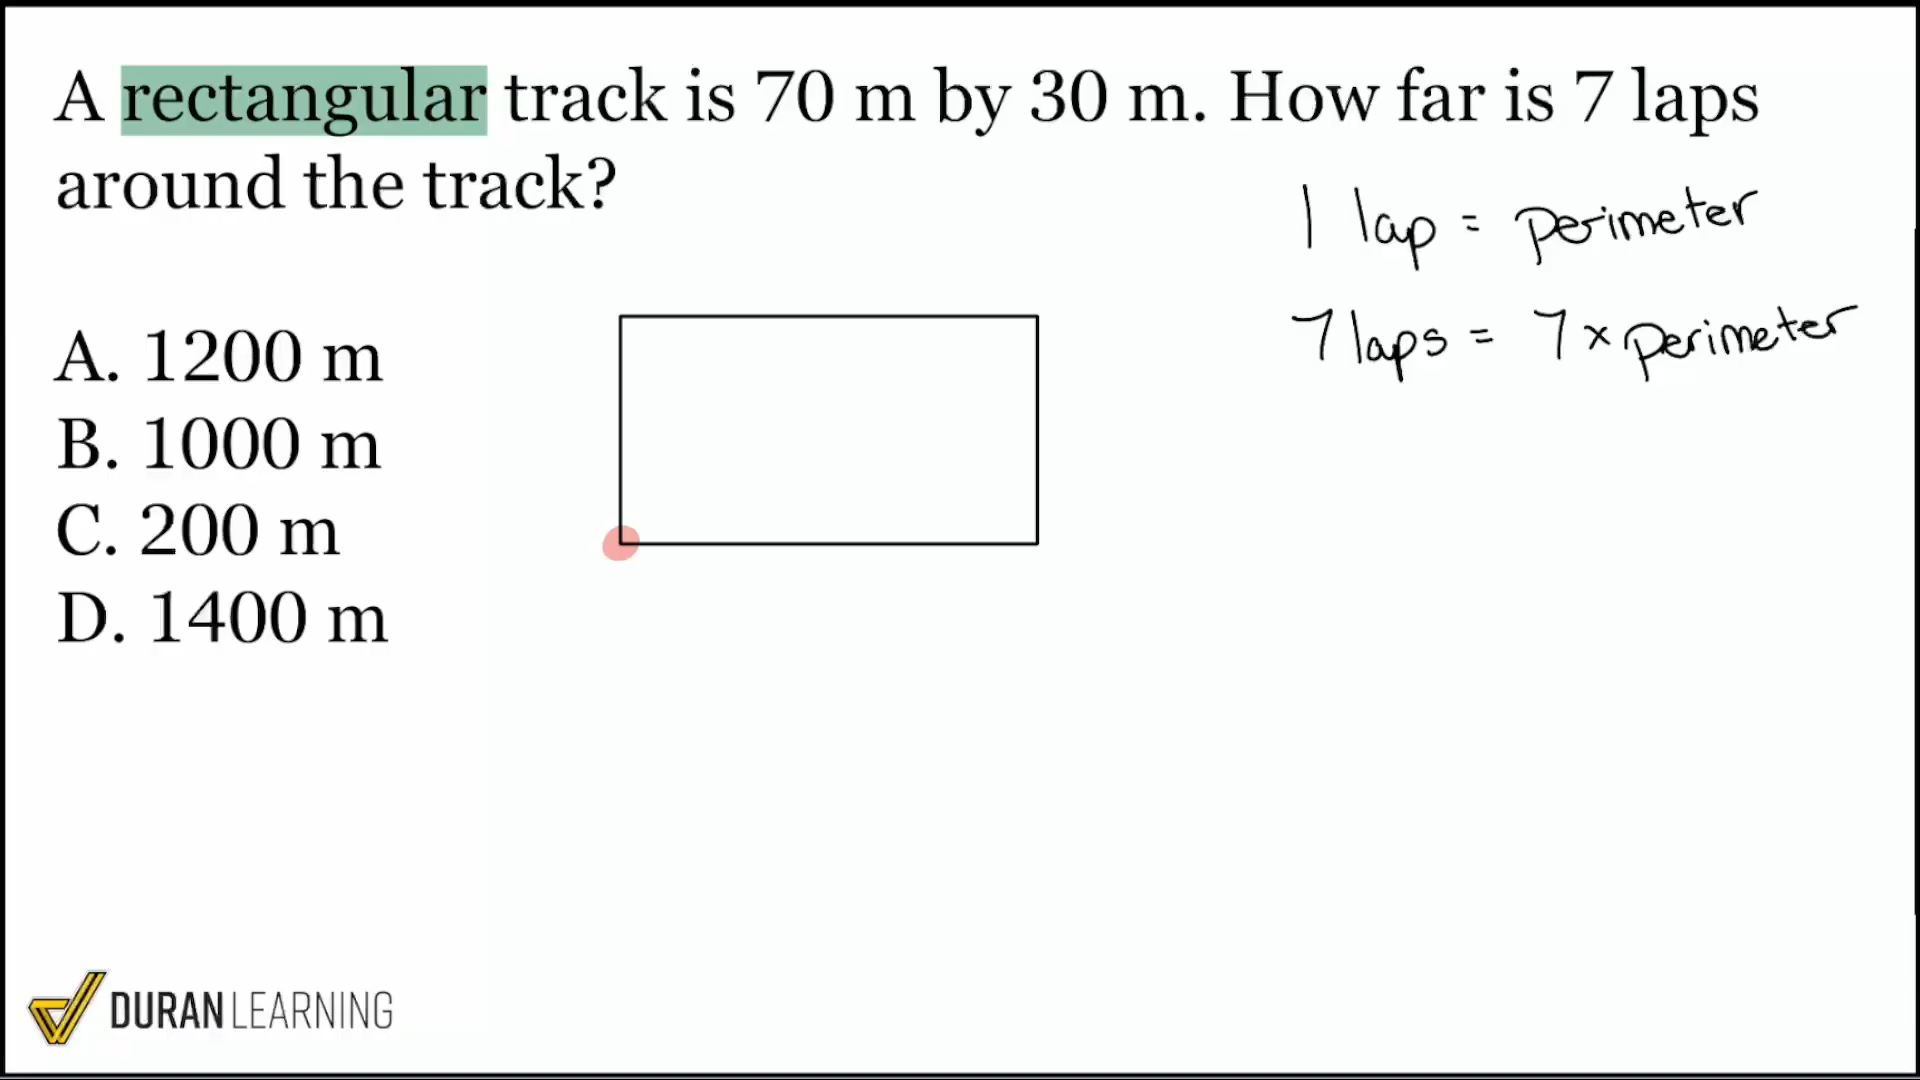 A rectangular track is 70 m by 30 m. How far is 7 laps
around the track?
1 lap = perimeter
7 laps = 7 x perimeter
A. 1200 m
B. 1000 m
C. 200 m
D. 1400 m
DURAN LEARNING